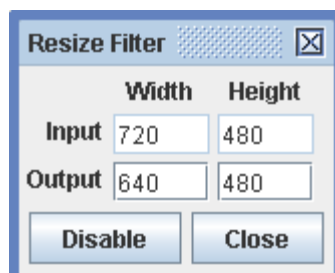 Resize Filter
Width Height
Input 720 480
Output 640 480
Disable Close